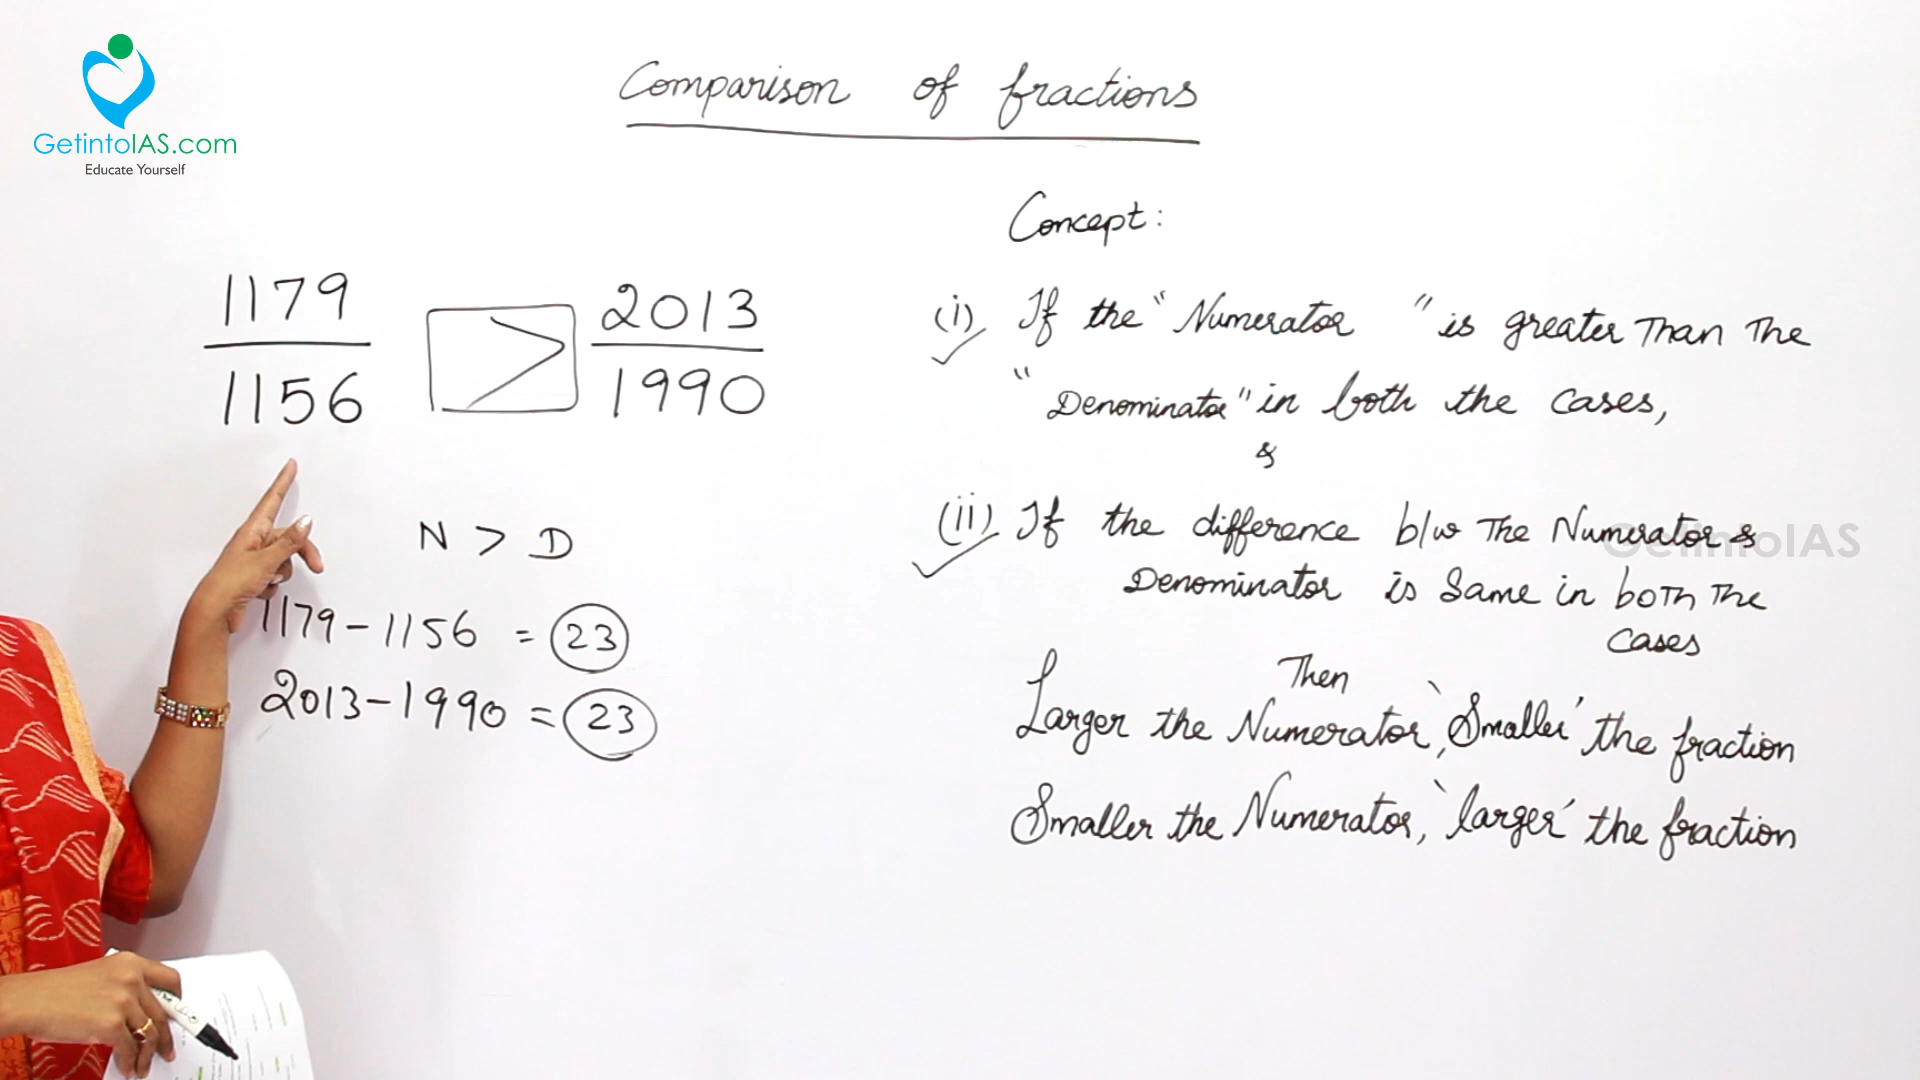 GetintoIAS.com
Educate Yourself
Comparison of fractions
1179
1156
>
2013
1990
N > D
1179-1156 = 23
2013-1990 = 23
Concept:
(i) If the "Numerator" is greater Than The
"Denominator" in both the cases,
&
(ii) If the difference b/w The Numerator &
Denominator is Same in both The
Cases
Then
Larger the Numerator, 'Smaller' the fraction
Smaller the Numerator, 'larger' the fraction
GetintoIAS